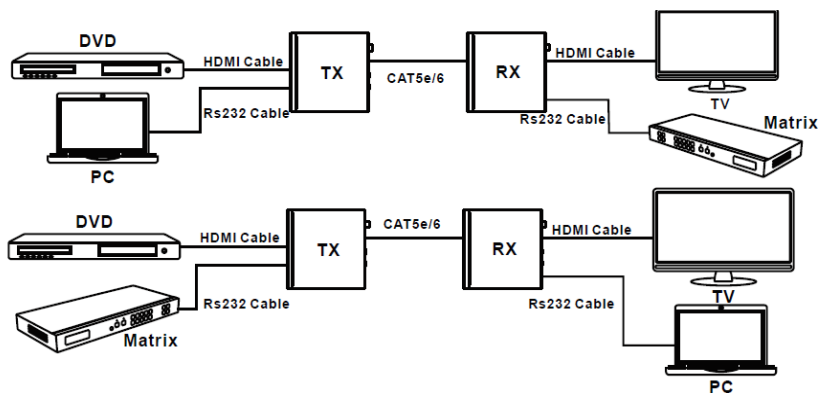 DVD
HDMI Cable
TX
CAT5e/6
RX
HDMI Cable
TV
Rs232 Cable
Rs232 Cable
Matrix
PC
DVD
HDMI Cable
TX
CAT5e/6
RX
HDMI Cable
Rs232 Cable
Rs232 Cable
TV
Matrix
PC